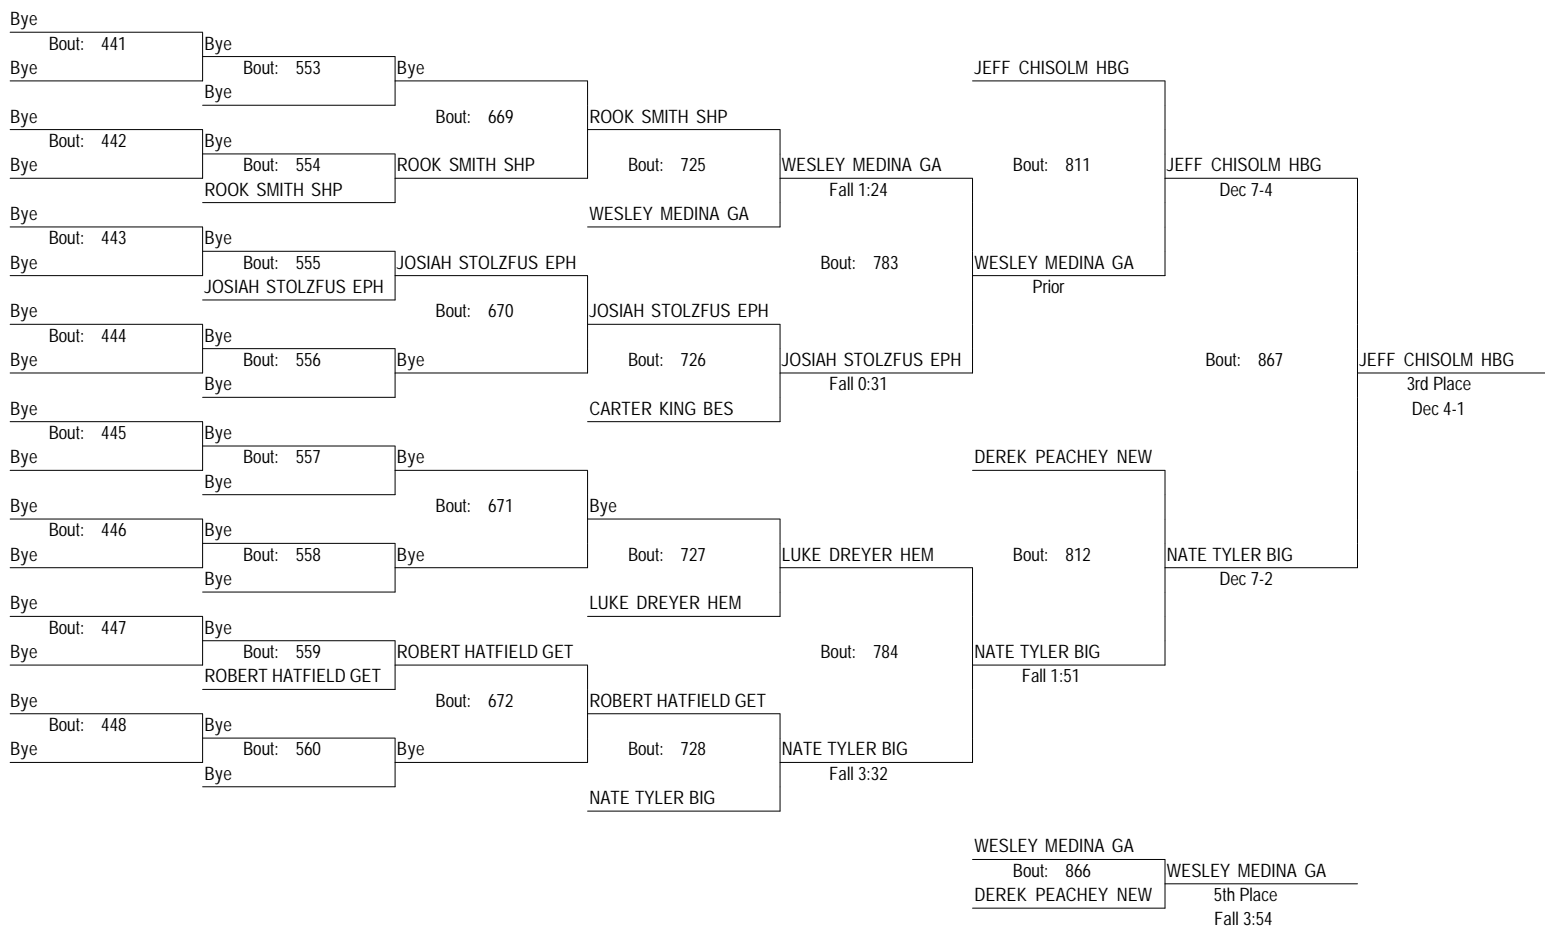 Bye
Bout: 441
Bye
Bye
Bout: 553
Bye
Bye
JEFF CHISOLM HBG
Bye
Bout: 669
ROOK SMITH SHP
Bout: 442
Bye
Bye
Bout: 554
ROOK SMITH SHP
Bout: 725
WESLEY MEDINA GA
Bout: 811
JEFF CHISOLM HBG
ROOK SMITH SHP
Fall 1:24
Dec 7-4
Bye
WESLEY MEDINA GA
Bout: 443
Bye
Bye
Bout: 555
JOSIAH STOLZFUS EPH
Bout: 783
WESLEY MEDINA GA
JOSIAH STOLZFUS EPH
Prior
Bye
Bout: 670
JOSIAH STOLZFUS EPH
Bout: 444
Bye
Bye
Bout: 556
Bye
Bout: 726
JOSIAH STOLZFUS EPH
Bout: 867
JEFF CHISOLM HBG
Bye
Fall 0:31
3rd Place
Bye
CARTER KING BES
Dec 4-1
Bout: 445
Bye
Bye
Bout: 557
Bye
DEREK PEACHEY NEW
Bye
Bye
Bout: 671
Bye
Bout: 446
Bye
Bye
Bout: 558
Bye
Bout: 727
LUKE DREYER HEM
Bout: 812
NATE TYLER BIG
Bye
Dec 7-2
Bye
LUKE DREYER HEM
Bout: 447
Bye
Bye
Bout: 559
ROBERT HATFIELD GET
Bout: 784
NATE TYLER BIG
ROBERT HATFIELD GET
Fall 1:51
Bye
Bout: 672
ROBERT HATFIELD GET
Bout: 448
Bye
Bye
Bout: 560
Bye
Bout: 728
NATE TYLER BIG
Bye
Fall 3:32
NATE TYLER BIG
WESLEY MEDINA GA
Bout: 866
WESLEY MEDINA GA
DEREK PEACHEY NEW
5th Place
Fall 3:54